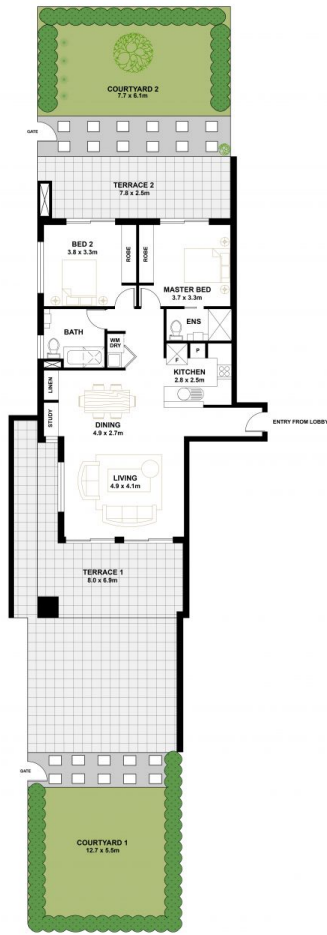 COURTYARD 2
7.7 x 6.1m
GATE
TERRACE 2
7.8 x 2.5m
BED 2
3.8 x 3.3m
ROBE
ROBE
MASTER BED
3.7 x 3.3m
BATH
WM
DRY
ENS
F
P
KITCHEN
2.8 x 2.5m
LINEN
STUDY
DINING
4.9 x 2.7m
ENTRY FROM LOBBY
LIVING
4.9 x 4.1m
TERRACE 1
8.0 x 6.9m
GATE
COURTYARD 1
12.7 x 5.5m